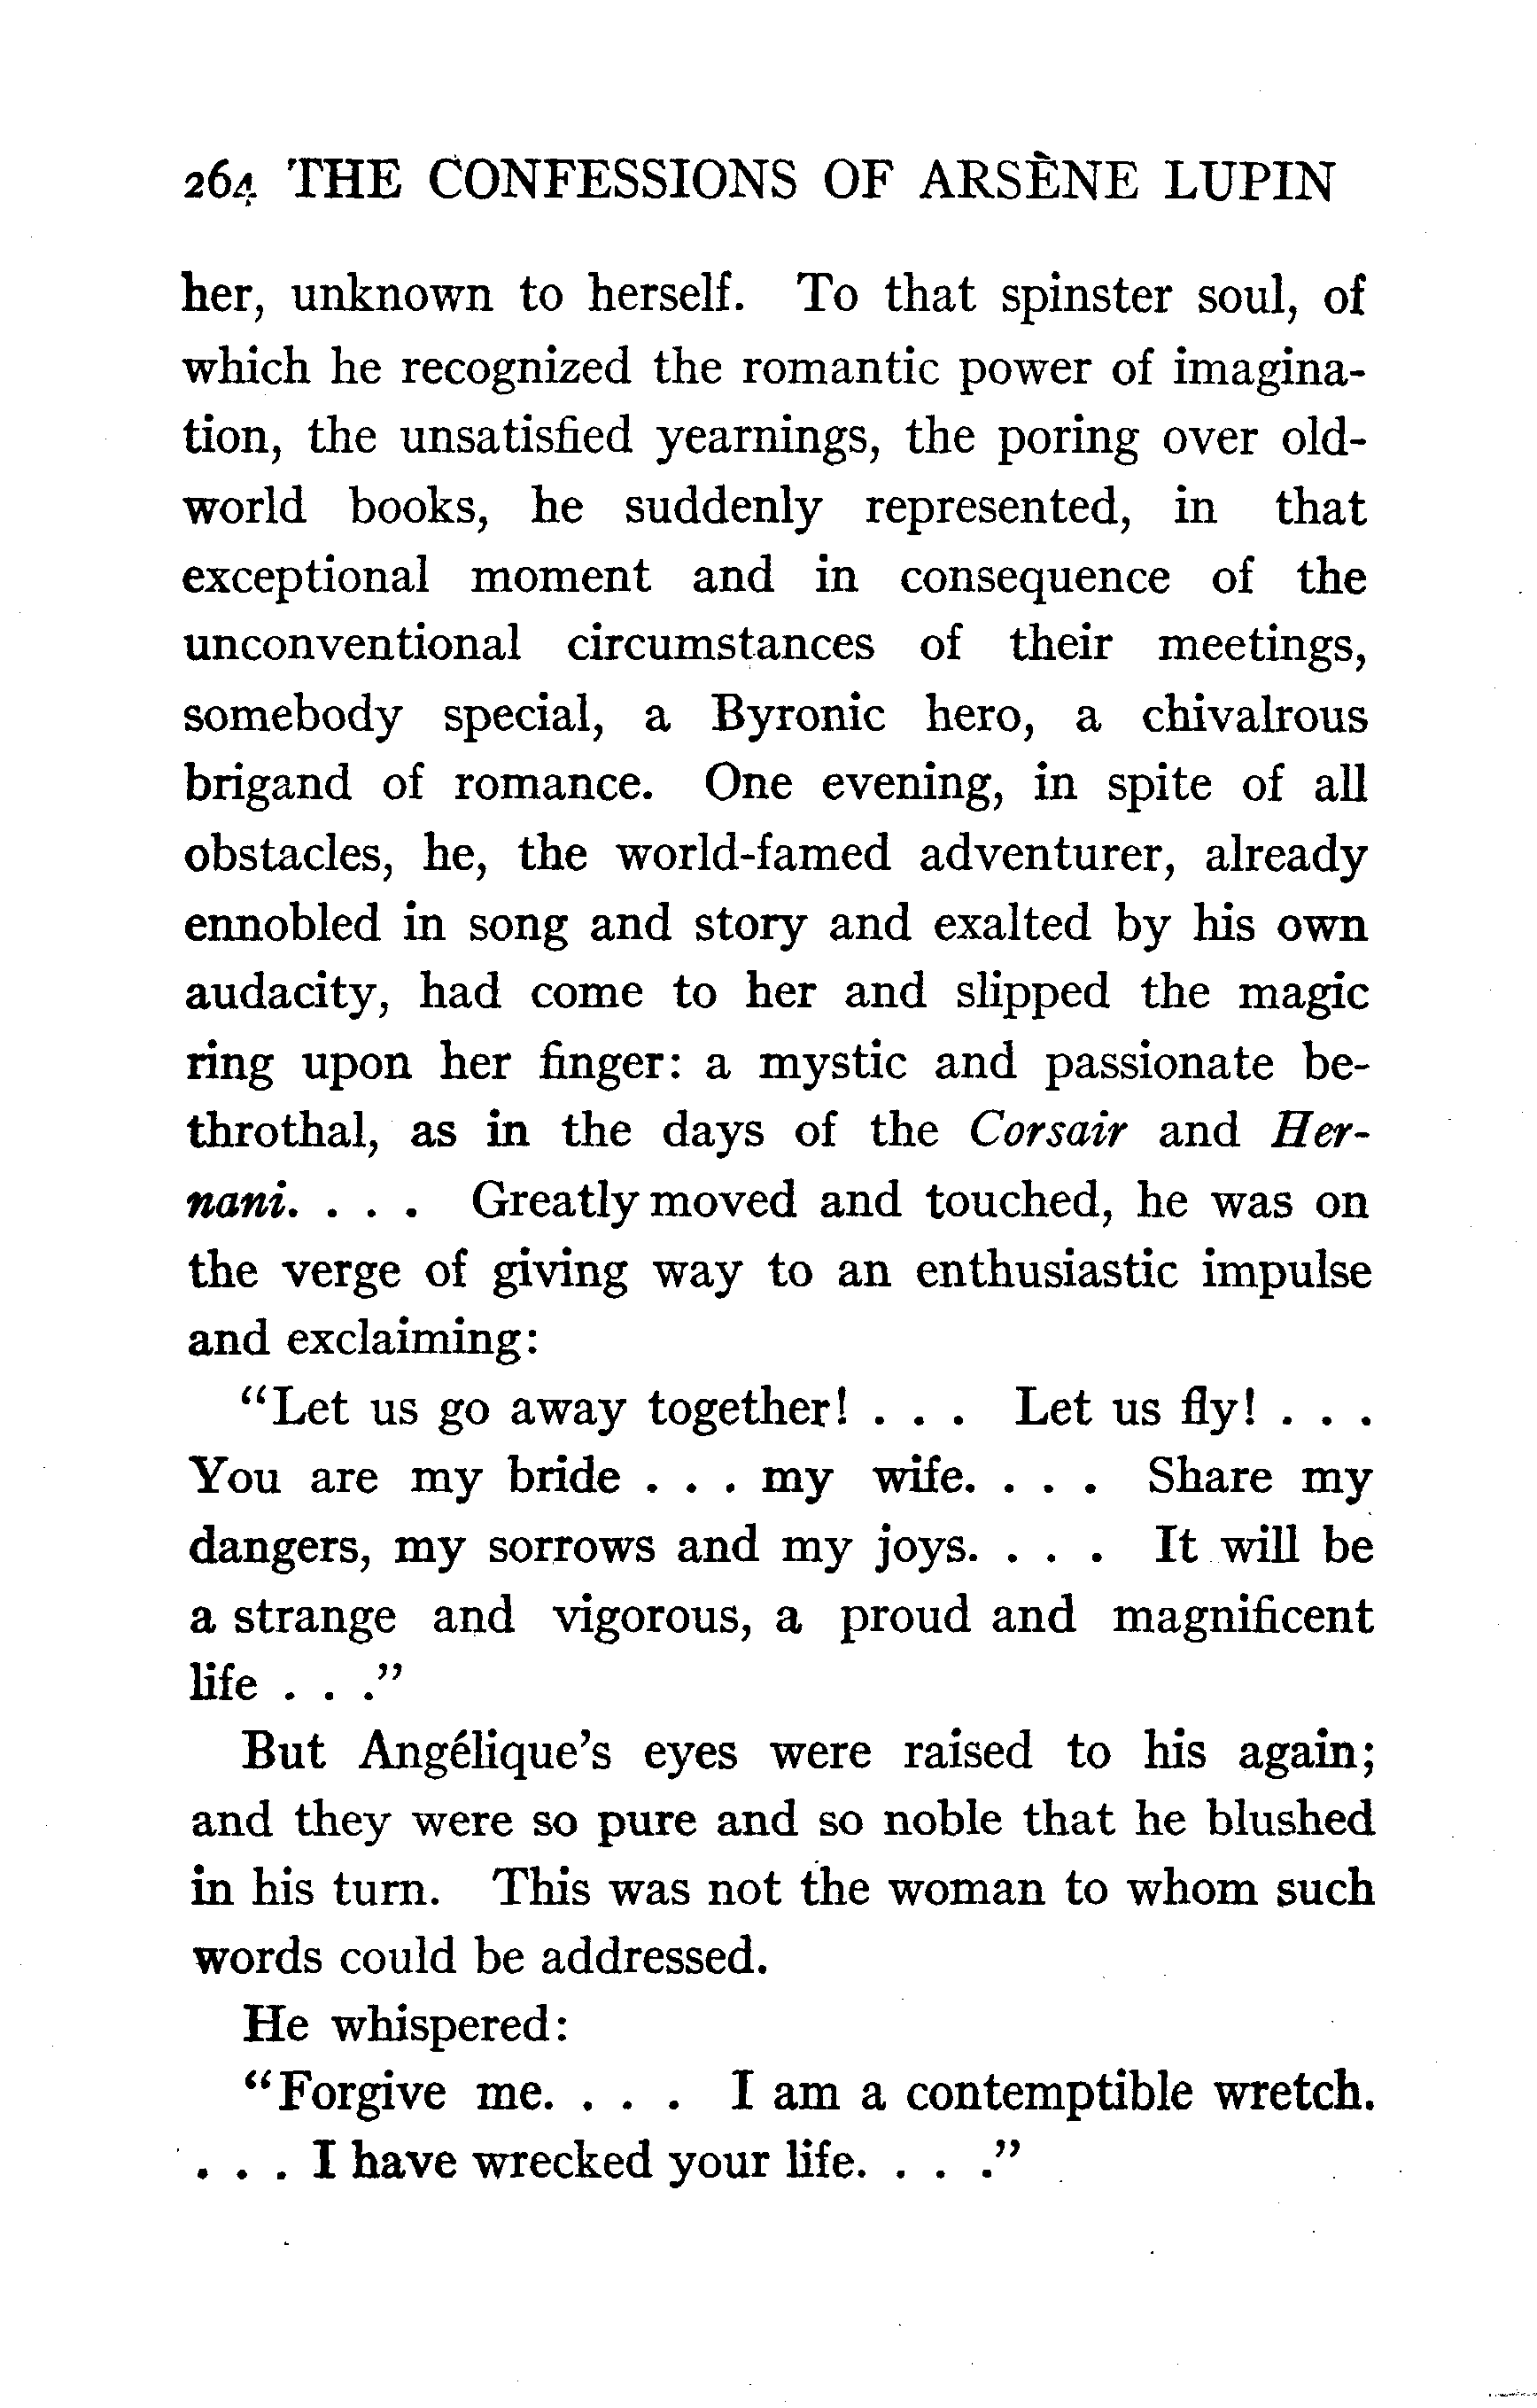 264 THE CONFESSIONS OF ARSÈNE LUPIN
her, unknown to herself. To that spinster soul, of
which he recognized the romantic power of imagina-
tion, the unsatisfied yearnings, the poring over old-
world books, he suddenly represented, in that
exceptional moment and in consequence of the
unconventional circumstances of their meetings,
somebody special, a Byronic hero, a chivalrous
brigand of romance. One evening, in spite of all
obstacles, he, the world-famed adventurer, already
ennobled in song and story and exalted by his own
audacity, had come to her and slipped the magic
ring upon her finger: a mystic and passionate be-
throthal, as in the days of the Corsair and Her-
nani. . . . Greatly moved and touched, he was on
the verge of giving way to an enthusiastic impulse
and exclaiming:
"Let us go away together! . . . Let us fly! . . .
You are my bride . . . my wife. . . . Share my
dangers, my sorrows and my joys. . . . It will be
a strange and vigorous, a proud and magnificent
life . . ."
But Angélique's eyes were raised to his again;
and they were so pure and so noble that he blushed
in his turn. This was not the woman to whom such
words could be addressed.
He whispered:
"Forgive me. . . . I am a contemptible wretch.
. . . I have wrecked your life. . . ."